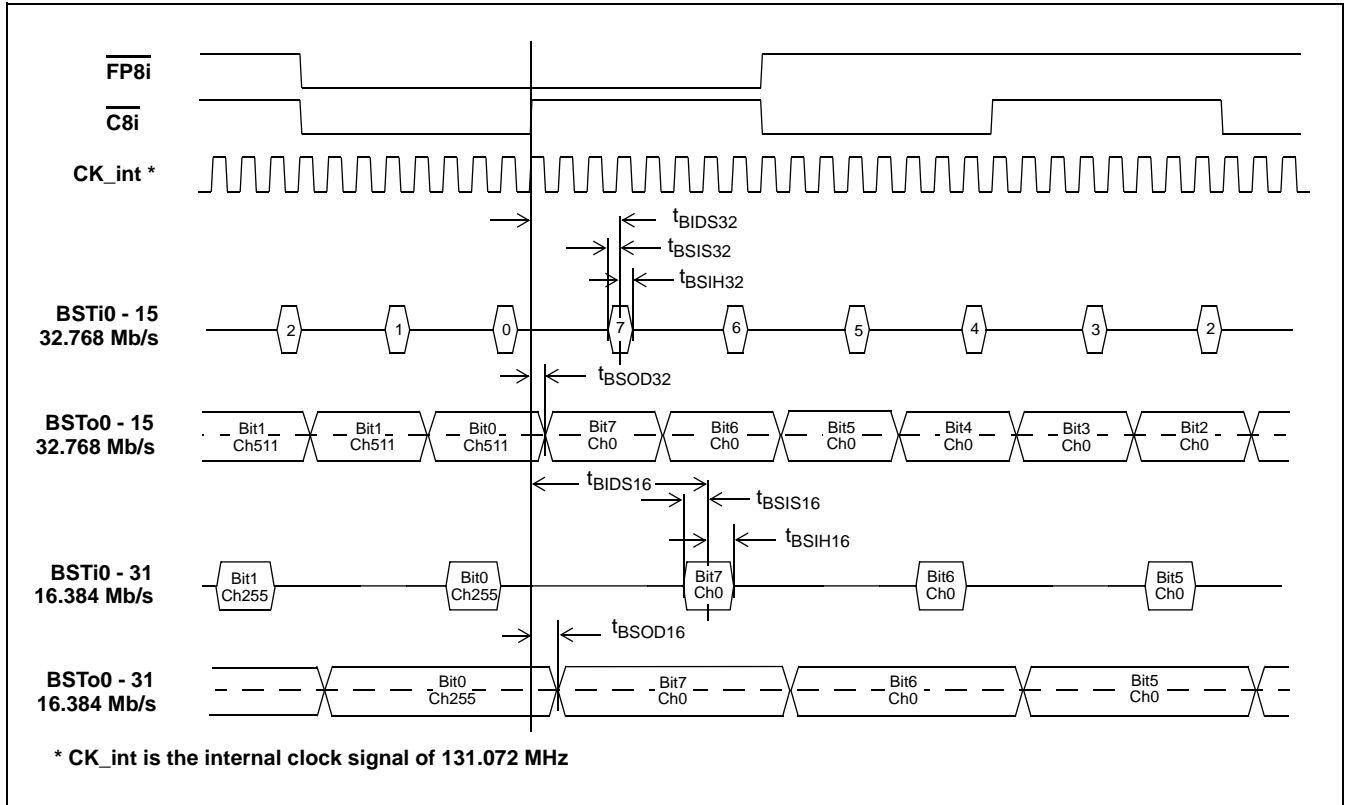 FP8i
C8i
CK_int *
tBIDS32
tBSIS32
tBSIH32
BSTi0 - 15
32.768 Mb/s
2 1 0 7 6 5 4 3 2
tBSOD32
BSTo0 - 15
32.768 Mb/s
Bit1 Bit1 Bit0 Bit7 Bit6 Bit5 Bit4 Bit3 Bit2
Ch511 Ch511 Ch511 Ch0 Ch0 Ch0 Ch0 Ch0 Ch0
tBIDS16
tBSIS16
tBSIH16
BSTi0 - 31
16.384 Mb/s
Bit1 Bit0 Bit7 Bit6 Bit5
Ch255 Ch255 Ch0 Ch0 Ch0
tBSOD16
BSTo0 - 31
16.384 Mb/s
Bit0 Bit7 Bit6 Bit5
Ch255 Ch0 Ch0 Ch0
* CK_int is the internal clock signal of 131.072 MHz